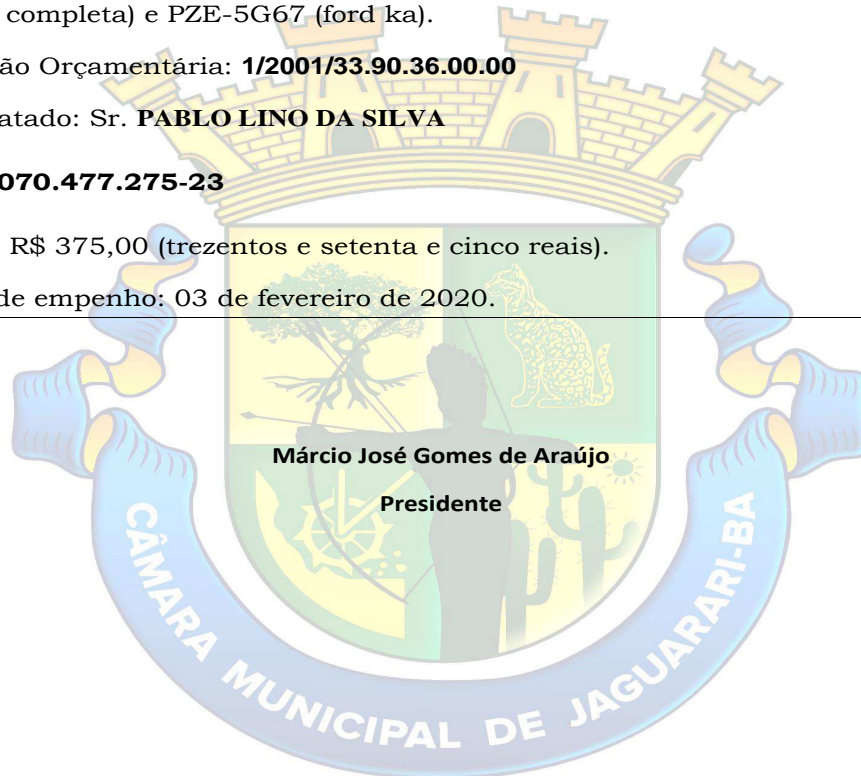 completa) e PZE-5G67 (ford ka).
ão Orçamentária: 1/2001/33.90.36.00.00
atado: Sr. PABLO LINO DA SILVA
070.477.275-23
R$ 375,00 (trezentos e setenta e cinco reais).
de empenho: 03 de fevereiro de 2020.
Márcio José Gomes de Araújo
Presidente
CÂMARA MUNICIPAL DE JAGUARARI-BA